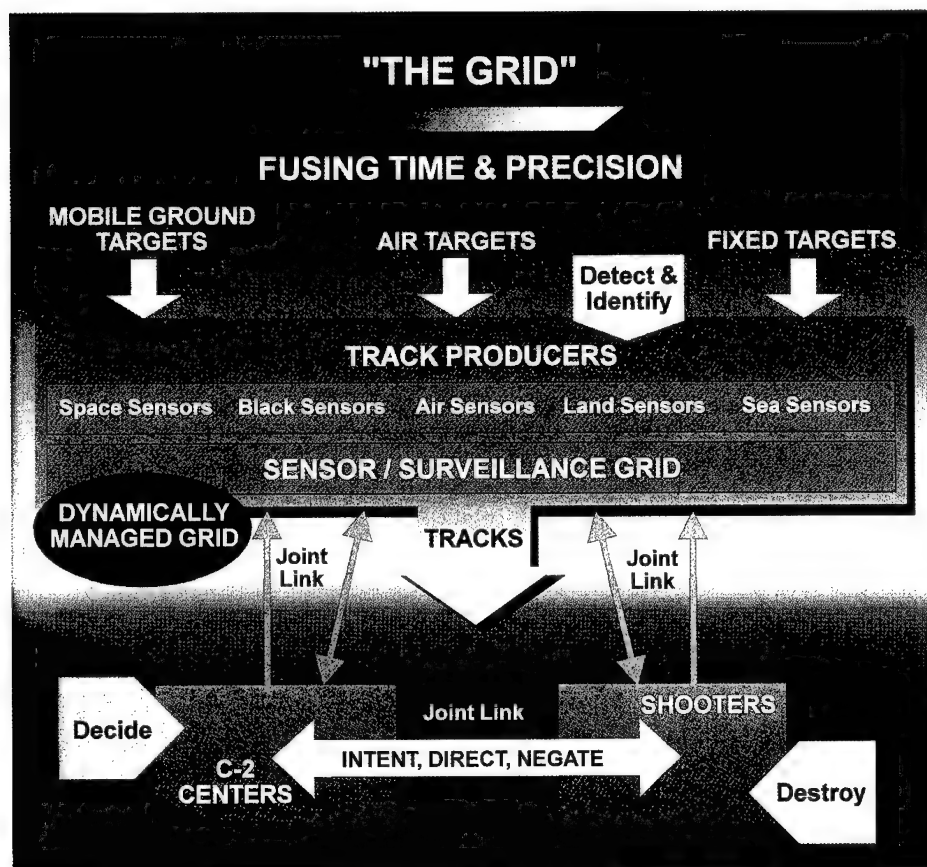 "THE GRID"
FUSING TIME & PRECISION
MOBILE GROUND
TARGETS
AIR TARGETS
FIXED TARGETS
Detect &
Identify
TRACK PRODUCERS
Space Sensors
Black Sensors
Air Sensors
Land Sensors
Sea Sensors
SENSOR / SURVEILLANCE GRID
DYNAMICALLY
MANAGED GRID
Joint
Link
TRACKS
Joint
Link
Decide
C-2
CENTERS
Joint Link
INTENT, DIRECT, NEGATE
SHOOTERS
Destroy